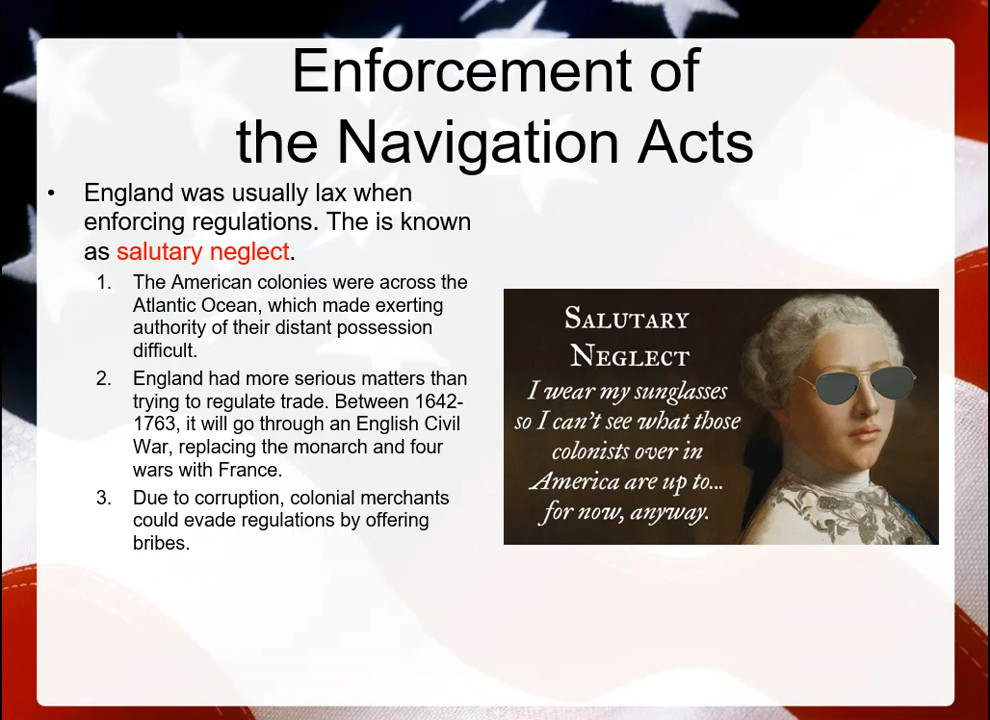 Enforcement of
the Navigation Acts
• England was usually lax when
enforcing regulations. The is known
as salutary neglect.
1. The American colonies were across the
Atlantic Ocean, which made exerting
authority of their distant possession
difficult.
2. England had more serious matters than
trying to regulate trade. Between 1642-
1763, it will go through an English Civil
War, replacing the monarch and four
wars with France.
3. Due to corruption, colonial merchants
could evade regulations by offering
bribes.
SALUTARY
NEGLECT
I wear my sunglasses
so I can't see what those
colonists over in
America are up to...
for now, anyway.